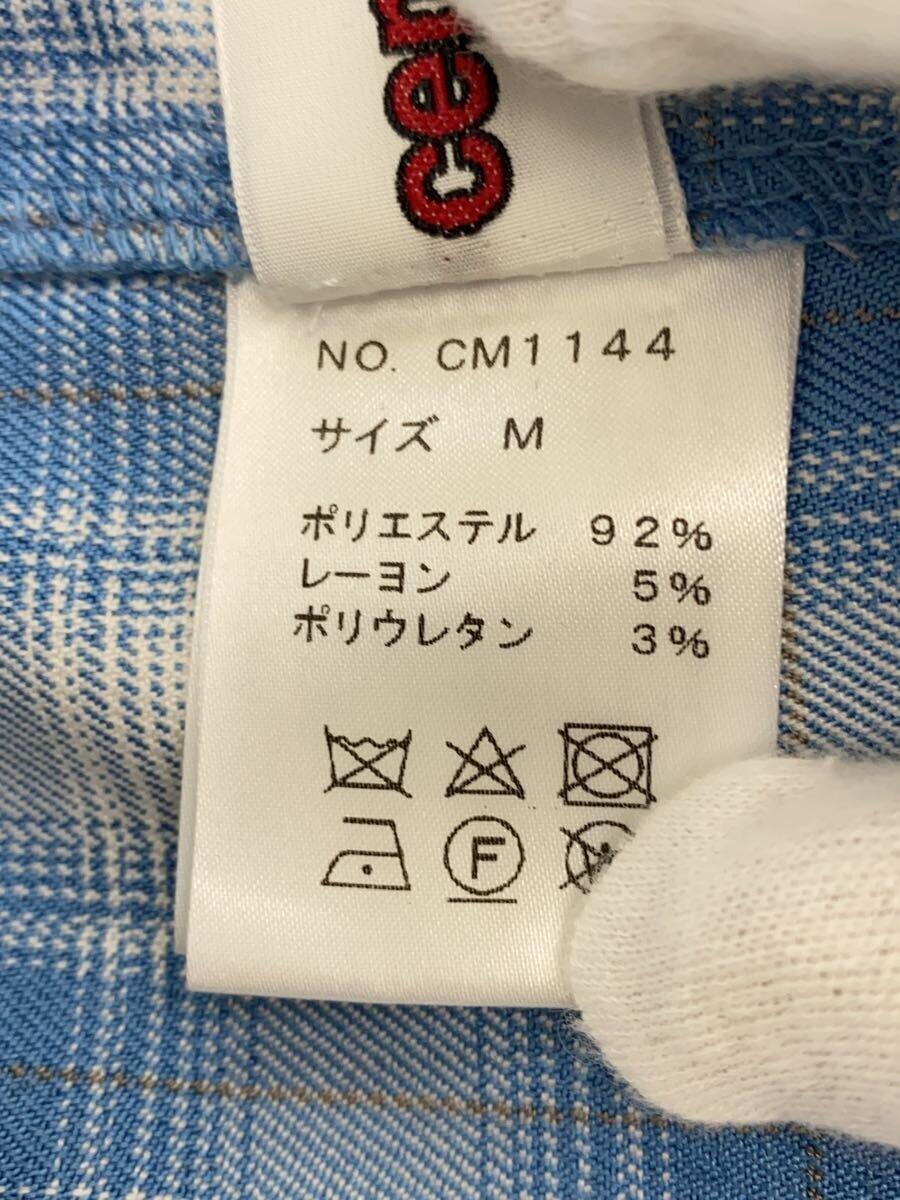 cer
NO. CM1144
サイズ M
ポリエステル 92%
レーヨン 5%
ポリウレタン 3%
F